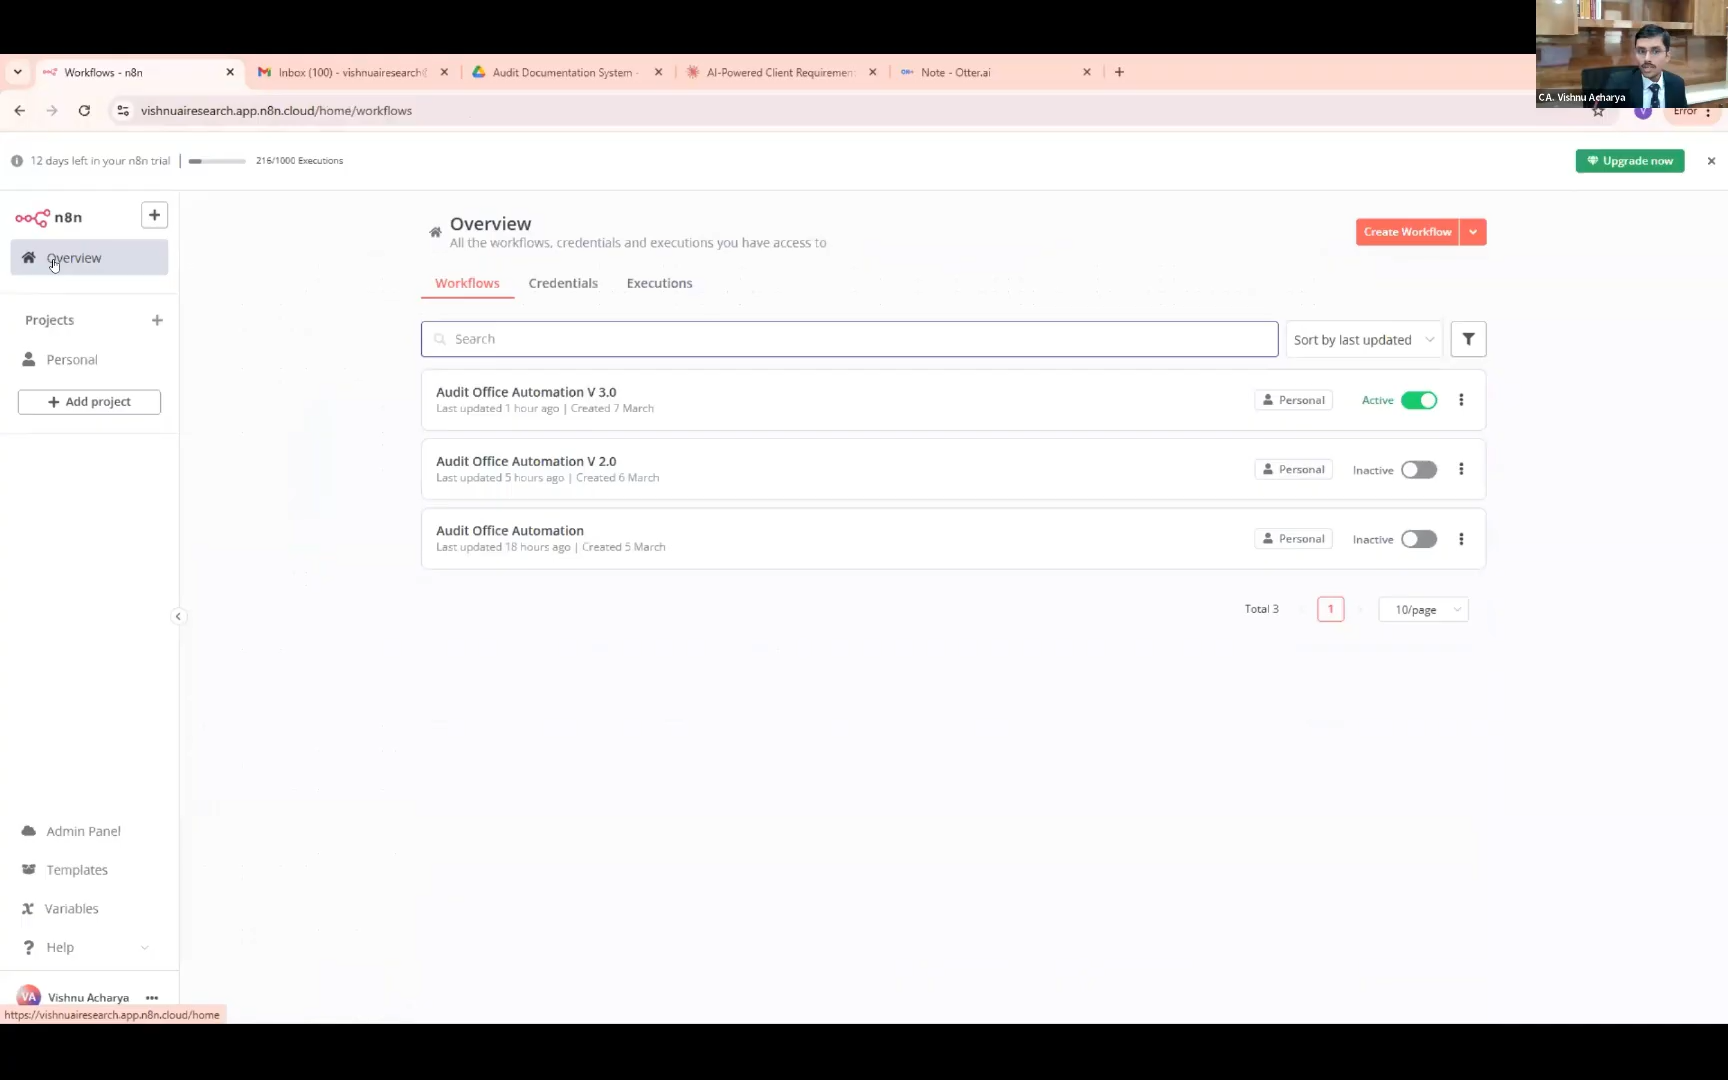 Workflows - n8n
Inbox (100) - vishnuairesearch@
Audit Documentation System -
AI-Powered Client Requiremen
Note - Otter.ai
vishnuairesearch.app.n8n.cloud/home/workflows
CA. Vishnu Acharya
V
Error
12 days left in your n8n trial
216/1000 Executions
Upgrade now
n8n
Overview
Projects
Personal
Add project
Admin Panel
Templates
Variables
Help
VA Vishnu Acharya
https://vishnuairesearch.app.n8n.cloud/home
Overview
All the workflows, credentials and executions you have access to
Create Workflow
Workflows Credentials Executions
Search
Sort by last updated
Audit Office Automation V 3.0
Last updated 1 hour ago | Created 7 March
Personal
Active
Audit Office Automation V 2.0
Last updated 5 hours ago | Created 6 March
Personal
Inactive
Audit Office Automation
Last updated 18 hours ago | Created 5 March
Personal
Inactive
Total 3
1
10/page